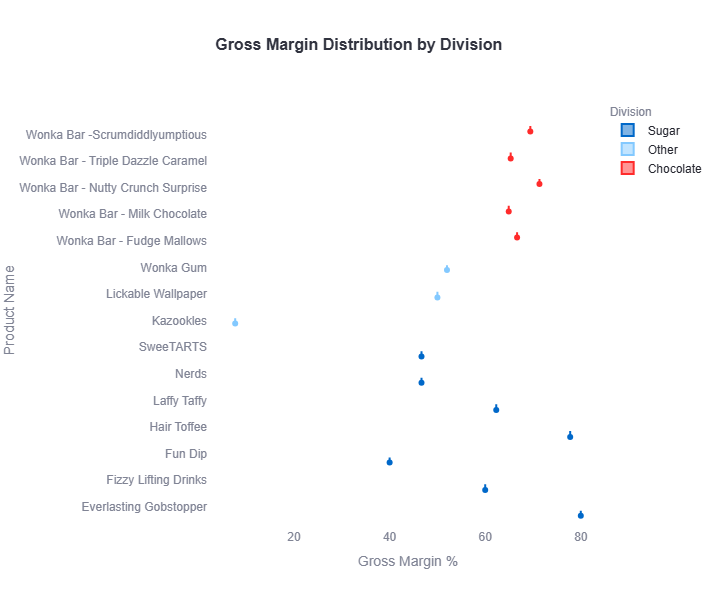 Gross Margin Distribution by Division
Division
Sugar
Other
Chocolate
Wonka Bar -Scrumdiddlyumptious
Wonka Bar - Triple Dazzle Caramel
Wonka Bar - Nutty Crunch Surprise
Wonka Bar - Milk Chocolate
Wonka Bar - Fudge Mallows
Wonka Gum
Lickable Wallpaper
Kazookles
SweeTARTS
Nerds
Laffy Taffy
Hair Toffee
Fun Dip
Fizzy Lifting Drinks
Everlasting Gobstopper
Product Name
20 40 60 80
Gross Margin %